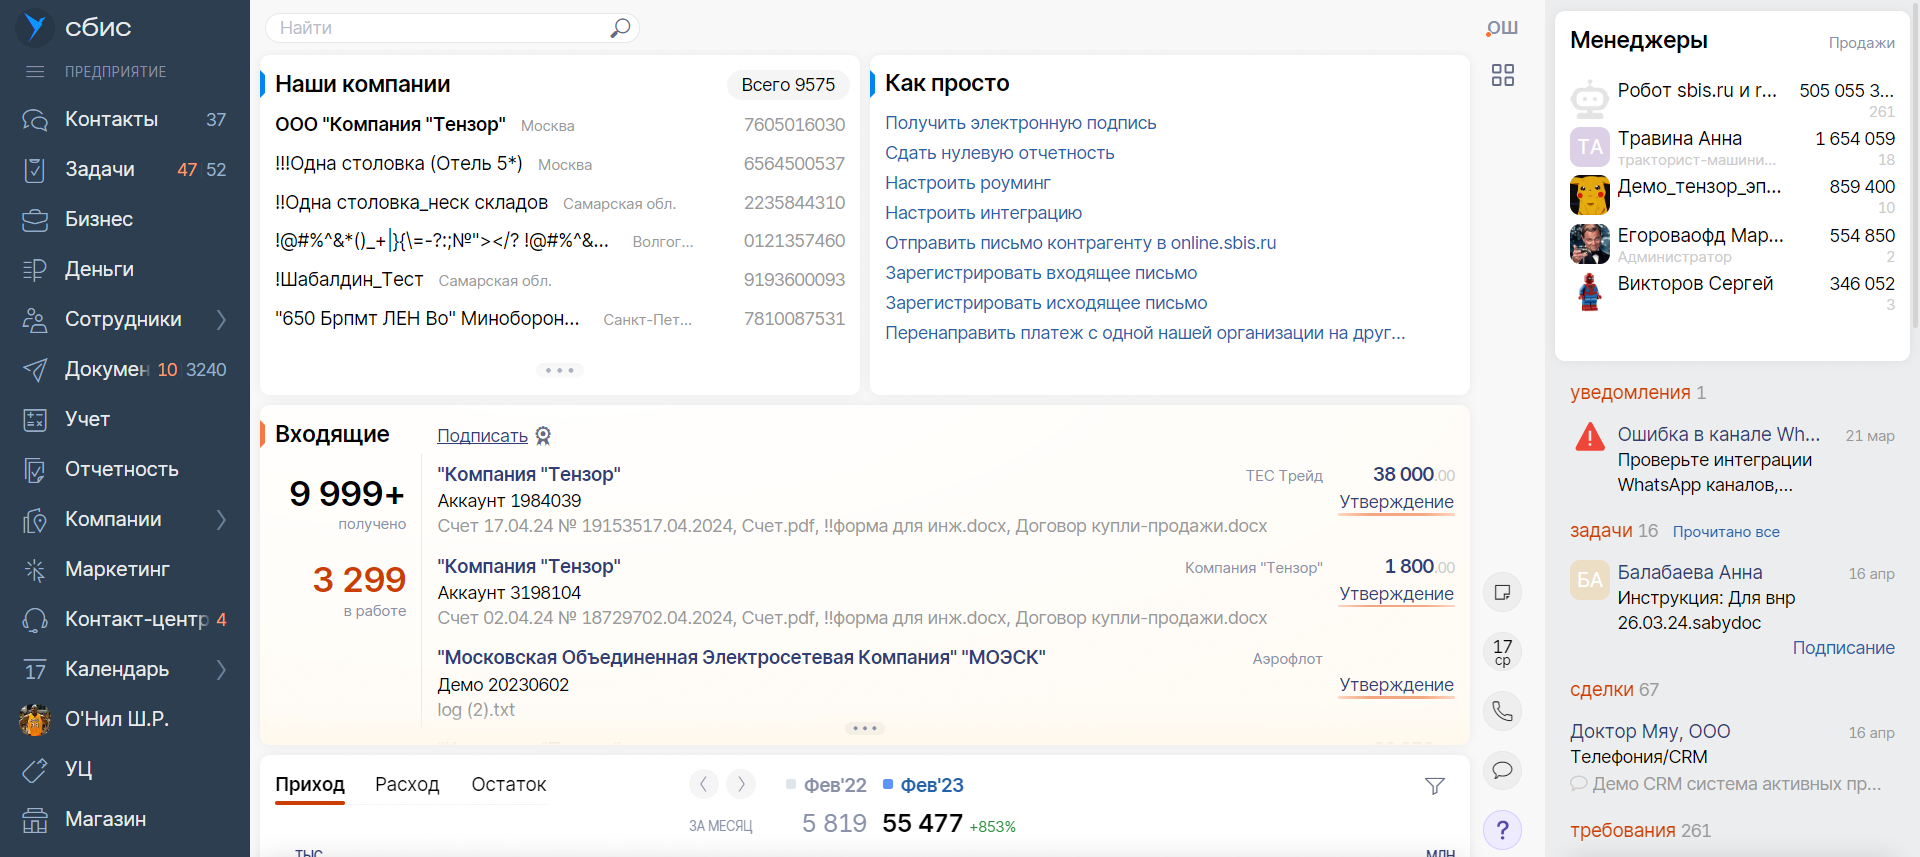 сбис
ПРЕДПРИЯТИЕ
Контакты 37
Задачи 47 52
Бизнес
Деньги
Сотрудники
Докумен 10 3240
Учет
Отчетность
Компании
Маркетинг
Контакт-центр 4
17 Календарь
О'Нил Ш.Р.
УЦ
Магазин
Найти
Наши компании Всего 9575
ООО "Компания "Тензор" Москва 7605016030
!!!Одна столовка (Отель 5*) Москва 6564500537
!!Одна столовка_неск складов Самарская обл. 2235844310
!@#%^&*()_+|}{\=-?:;№"></? !@#%^&... Волгог... 0121357460
!Шабалдин_Тест Самарская обл. 9193600093
"650 Брпмт ЛЕН Во" Миноборон... Санкт-Пет... 7810087531
Как просто
Получить электронную подпись
Сдать нулевую отчетность
Настроить роуминг
Настроить интеграцию
Отправить письмо контрагенту в online.sbis.ru
Зарегистрировать входящее письмо
Зарегистрировать исходящее письмо
Перенаправить платеж с одной нашей организации на друг...
Входящие Подписать
9 999+
получено
3 299
в работе
"Компания "Тензор" ТЕС Трейд 38 000.00
Аккаунт 1984039 Утверждение
Счет 17.04.24 № 19153517.04.2024, Счет.pdf, !!форма для инж.docx, Договор купли-продажи.docx
"Компания "Тензор" Компания "Тензор" 1 800.00
Аккаунт 3198104 Утверждение
Счет 02.04.24 № 18729702.04.2024, Счет.pdf, !!форма для инж.docx, Договор купли-продажи.docx
"Московская Объединенная Электросетевая Компания" "МОЭСК" Аэрофлот
Демо 20230602 Утверждение
log (2).txt
Приход Расход Остаток Фев'22 Фев'23
ЗА МЕСЯЦ 5 819 55 477 +853%
тыс млн
ОШ
17
ср
?
Менеджеры Продажи
Робот sbis.ru и r... 505 055 3...
261
ТА Травина Анна 1 654 059
тракторист-машини... 18
Демо_тензор_эп... 859 400
10
Егороваофд Мар... 554 850
Администратор 2
Викторов Сергей 346 052
3
уведомления 1
Ошибка в канале Wh... 21 мар
Проверьте интеграции
WhatsApp каналов,...
задачи 16 Прочитано все
БА Балабаева Анна 16 апр
Инструкция: Для внр
26.03.24.sabydoc
Подписание
сделки 67
Доктор Мяу, ООО 16 апр
Телефония/CRM
Демо CRM система активных пр...
требования 261